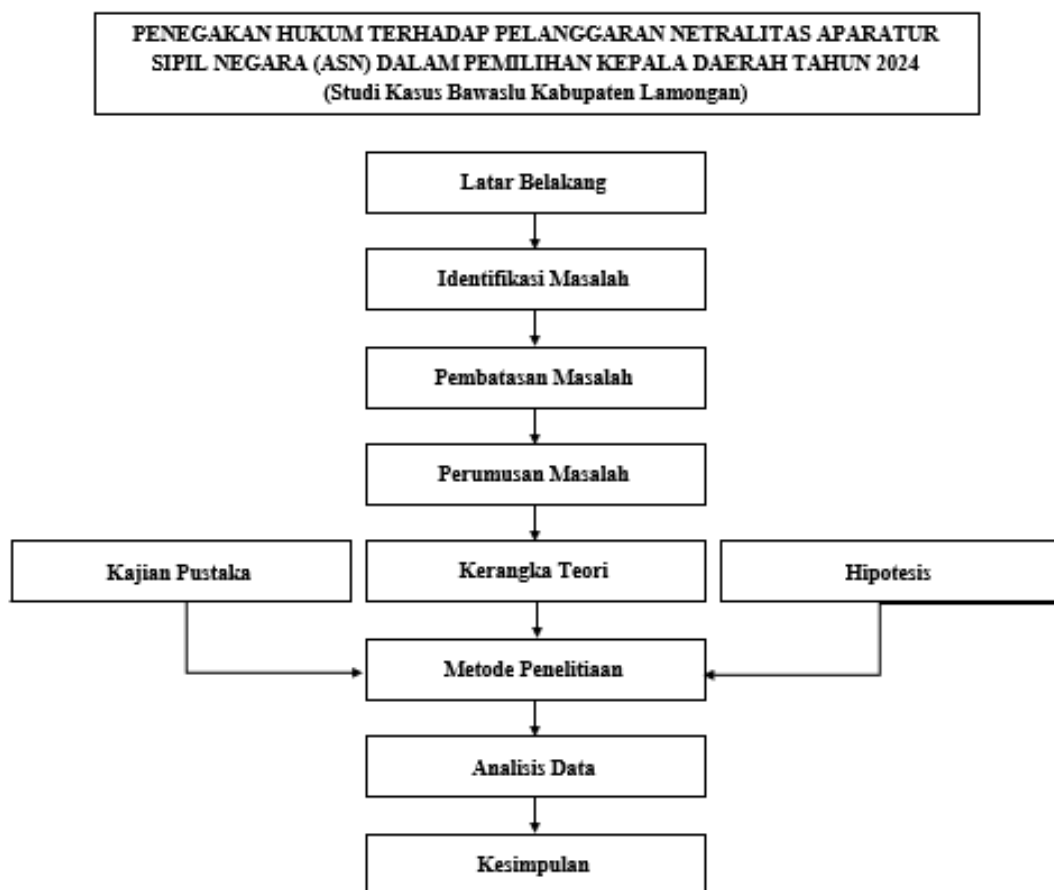 PENEGAKAN HUKUM TERHADAP PELANGGARAN NETRALITAS APARATUR
SIPIL NEGARA (ASN) DALAM PEMILIHAN KEPALA DAERAH TAHUN 2024
(Studi Kasus Bawaslu Kabupaten Lamongan)
Latar Belakang
Identifikasi Masalah
Pembatasan Masalah
Perumusan Masalah
Kajian Pustaka
Kerangka Teori
Hipotesis
Metode Penelitiaan
Analisis Data
Kesimpulan